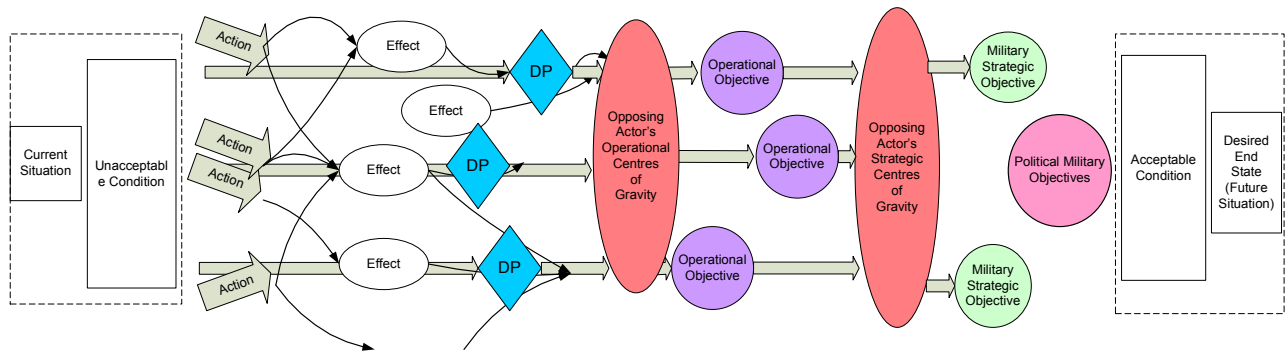 Current
Situation
Unacceptabl
e Condition
Action
Action
Action
Action
Effect
Effect
Effect
Effect
DP
DP
DP
Opposing
Actor's
Operational
Centres
of
Gravity
Operational
Objective
Operational
Objective
Operational
Objective
Opposing
Actor's
Strategic
Centres
of
Gravity
Military
Strategic
Objective
Political Military
Objectives
Military
Strategic
Objective
Acceptable
Condition
Desired
End
State
(Future
Situation)